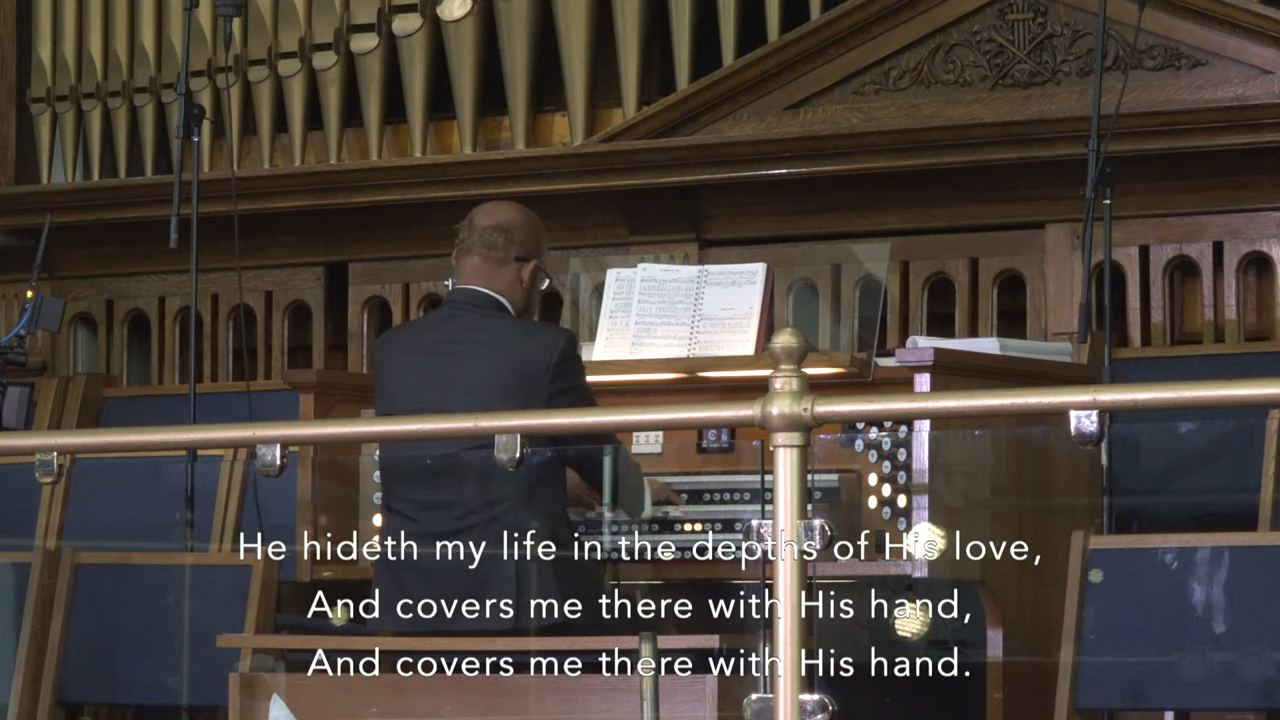 He hideth my life in the depths of His love,
And covers me there with His hand,
And covers me there with His hand.